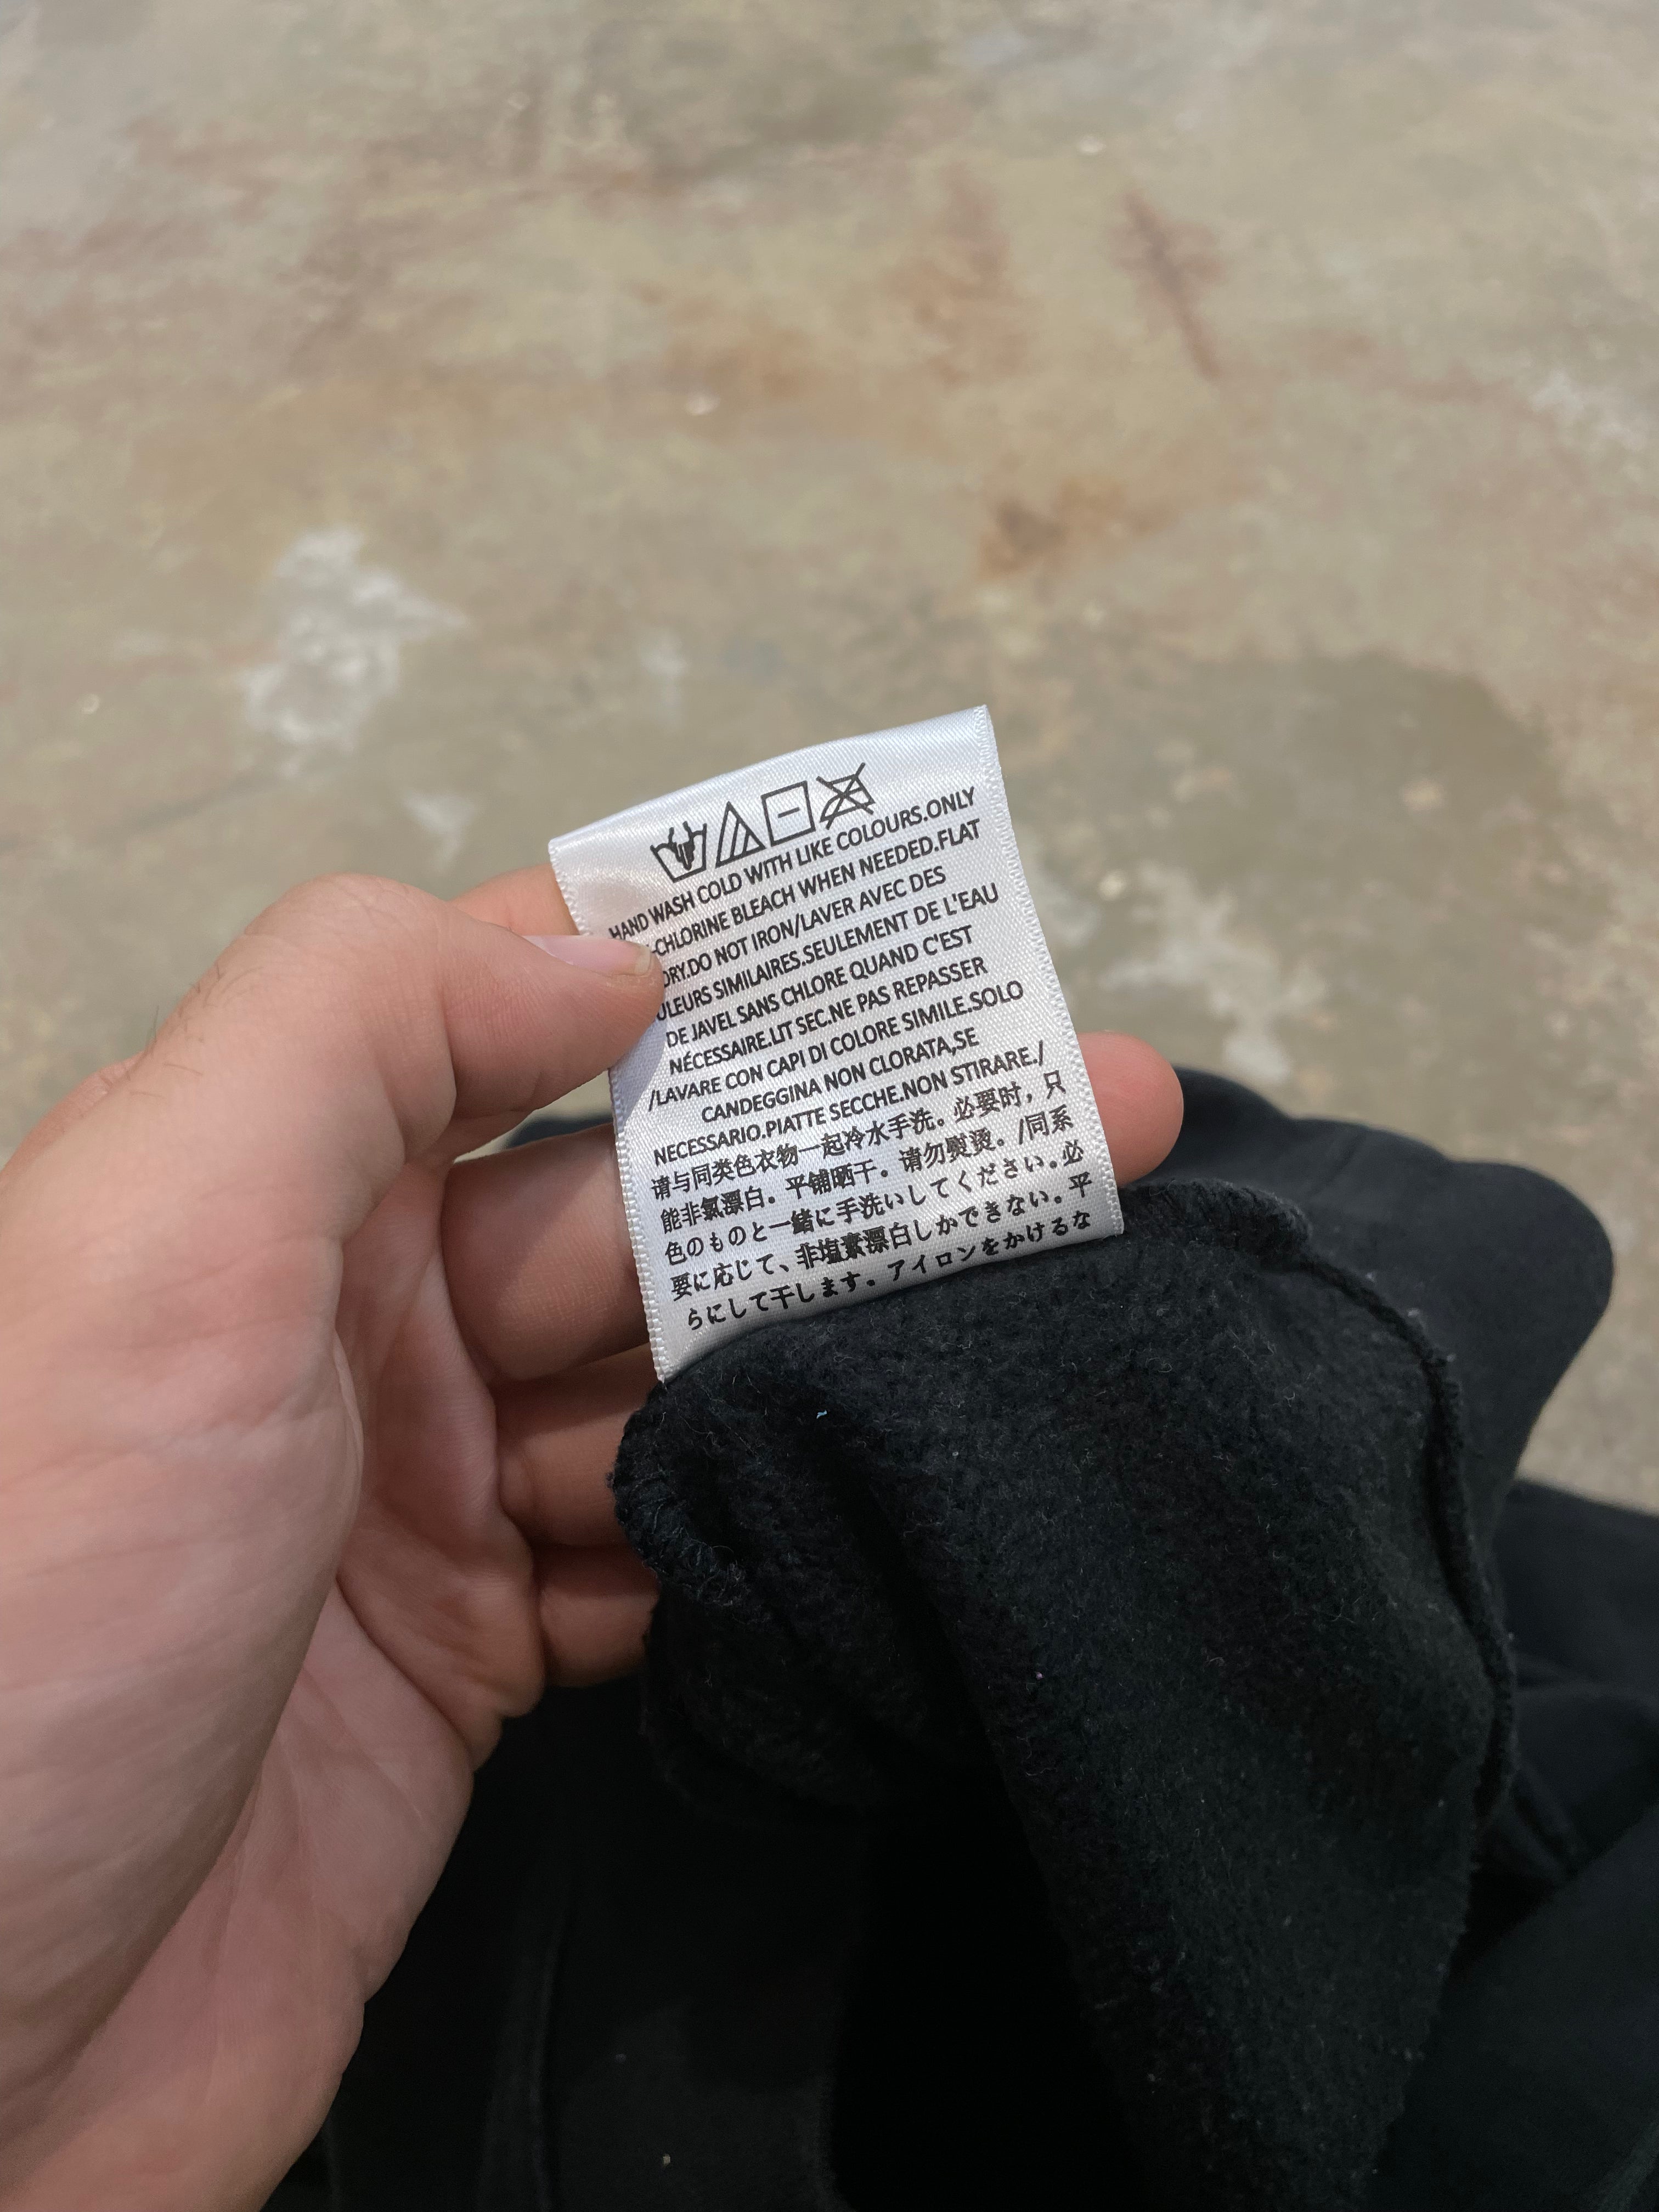 HAND WASH COLD WITH LIKE COLOURS.ONLY
-CHLORINE BLEACH WHEN NEEDED.FLAT
DRY.DO NOT IRON/LAVER AVEC DES
ULEURS SIMILAIRES.SEULEMENT DE L'EAU
DE JAVEL SANS CHLORE QUAND C'EST
NÉCESSAIRE.LIT SEC.NE PAS REPASSER
/LAVARE CON CAPI DI COLORE SIMILE.SOLO
CANDEGGINA NON CLORATA,SE
NECESSARIO.PIATTE SECCHE.NON STIRARE./
请与同类色衣物一起冷水手洗。必要时，只
能非氯漂白。平铺晒干。请勿熨烫。/同系
色のものと一緒に手洗いしてください。必
要に応じて、非塩素漂白しかできない。平
らにして干します。アイロンをかけるな